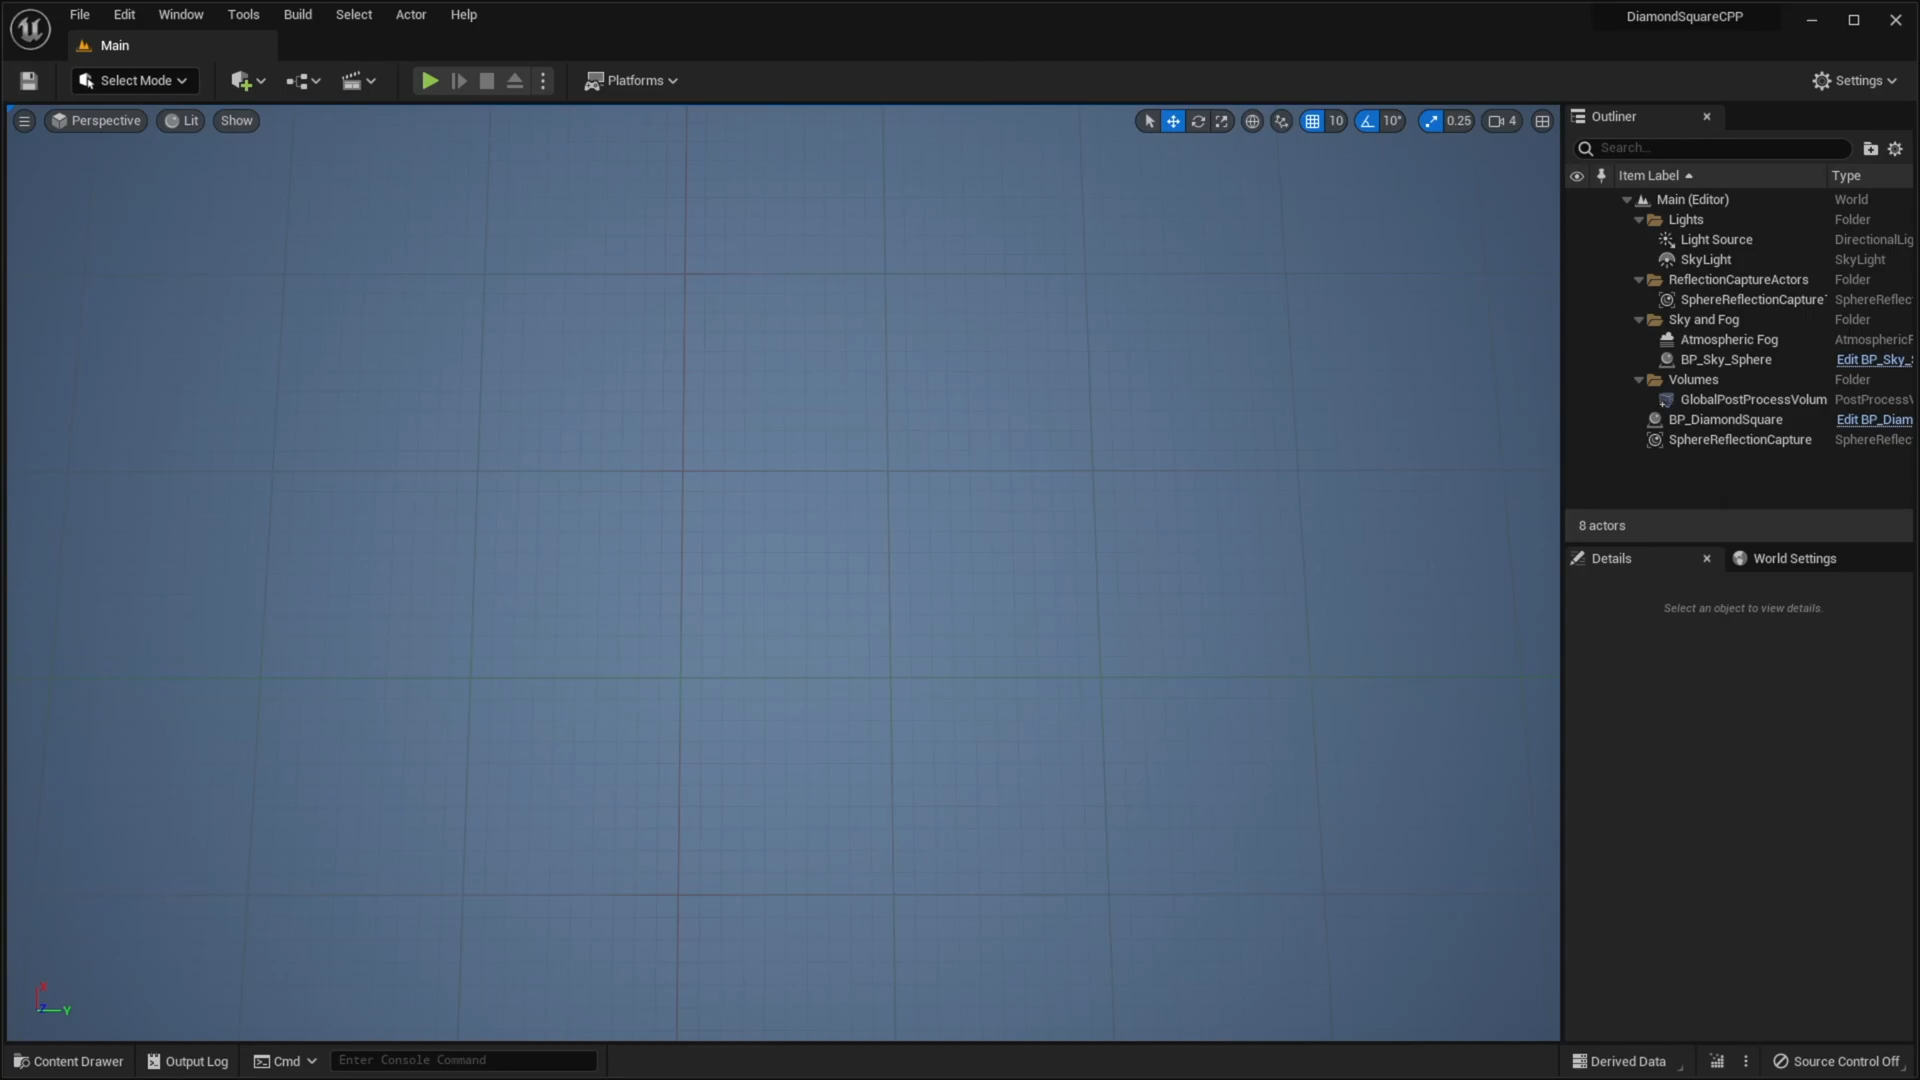 File Edit Window Tools Build Select Actor Help
DiamondSquareCPP
Main
Select Mode
Platforms
Settings
Perspective Lit Show
10 10° 0.25 4
Outliner
Search...
Item Label Type
Main (Editor) World
Lights Folder
Light Source DirectionalLig
SkyLight SkyLight
ReflectionCaptureActors Folder
SphereReflectionCapture SphereReflec
Sky and Fog Folder
Atmospheric Fog AtmosphericF
BP_Sky_Sphere Edit BP_Sky_
Volumes Folder
GlobalPostProcessVolum PostProcessV
BP_DiamondSquare Edit BP_Diam
SphereReflectionCapture SphereReflec
8 actors
Details World Settings
Select an object to view details.
X
Z Y
Content Drawer Output Log Cmd Enter Console Command
Derived Data Source Control Off